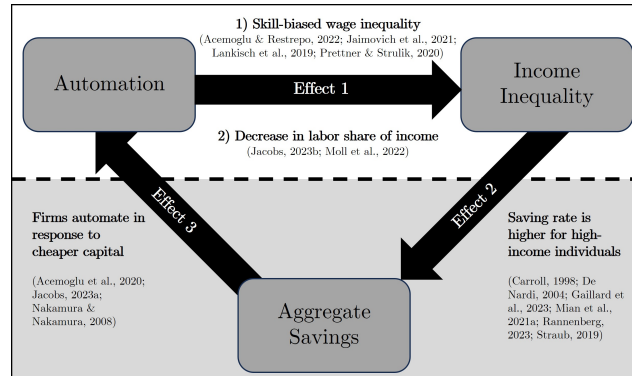 1) Skill-biased wage inequality
(Acemoglu & Restrepo, 2022; Jaimovich et al., 2021;
Lankisch et al., 2019; Prettner & Strulik, 2020)
Automation
Effect 1
Income
Inequality
2) Decrease in labor share of income
(Jacobs, 2023b; Moll et al., 2022)
Effect 3
Effect 2
Firms automate in
response to
cheaper capital
(Acemoglu et al., 2020;
Jacobs, 2023a;
Nakamura &
Nakamura, 2008)
Saving rate is
higher for high-
income individuals
(Carroll, 1998; De
Nardi, 2004; Gaillard
et al., 2023; Mian et al.,
2021a; Rannenberg,
2023; Straub, 2019)
Aggregate
Savings